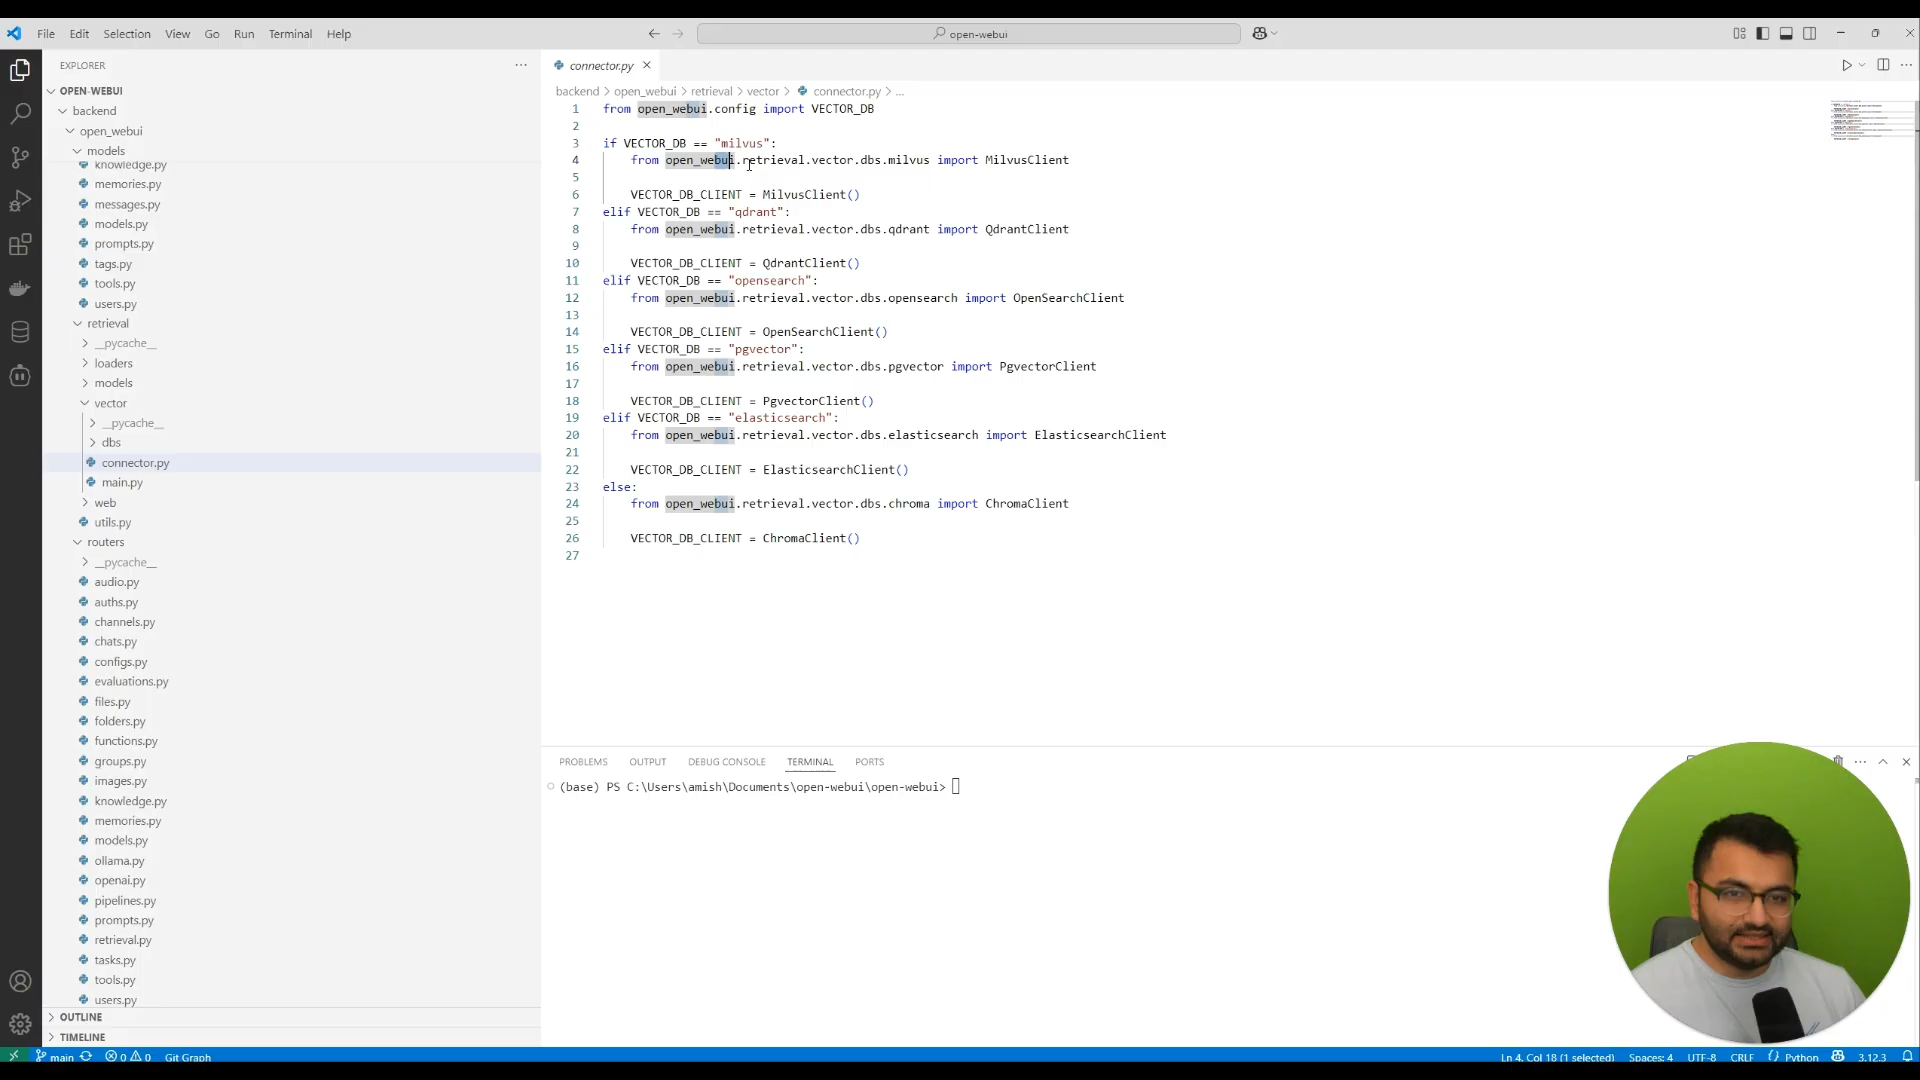 File Edit Selection View Go Run Terminal Help
open-webui
EXPLORER
OPEN-WEBUI
backend
open_webui
models
knowledge.py
memories.py
messages.py
models.py
prompts.py
tags.py
tools.py
users.py
retrieval
__pycache__
loaders
models
vector
__pycache__
dbs
connector.py
main.py
web
utils.py
routers
__pycache__
audio.py
auths.py
channels.py
chats.py
configs.py
evaluations.py
files.py
folders.py
functions.py
groups.py
images.py
knowledge.py
memories.py
models.py
ollama.py
openai.py
pipelines.py
prompts.py
retrieval.py
tasks.py
tools.py
users.py
OUTLINE
TIMELINE
connector.py
backend > open_webui > retrieval > vector > connector.py > ...
1 from open_webui.config import VECTOR_DB
2
3 if VECTOR_DB == "milvus":
4 from open_webui.retrieval.vector.dbs.milvus import MilvusClient
5
6 VECTOR_DB_CLIENT = MilvusClient()
7 elif VECTOR_DB == "qdrant":
8 from open_webui.retrieval.vector.dbs.qdrant import QdrantClient
9
10 VECTOR_DB_CLIENT = QdrantClient()
11 elif VECTOR_DB == "opensearch":
12 from open_webui.retrieval.vector.dbs.opensearch import OpenSearchClient
13
14 VECTOR_DB_CLIENT = OpenSearchClient()
15 elif VECTOR_DB == "pgvector":
16 from open_webui.retrieval.vector.dbs.pgvector import PgvectorClient
17
18 VECTOR_DB_CLIENT = PgvectorClient()
19 elif VECTOR_DB == "elasticsearch":
20 from open_webui.retrieval.vector.dbs.elasticsearch import ElasticsearchClient
21
22 VECTOR_DB_CLIENT = ElasticsearchClient()
23 else:
24 from open_webui.retrieval.vector.dbs.chroma import ChromaClient
25
26 VECTOR_DB_CLIENT = ChromaClient()
27
PROBLEMS OUTPUT DEBUG CONSOLE TERMINAL PORTS
(base) PS C:\Users\amish\Documents\open-webui\open-webui>
main 0 0 Git Graph
Ln 4, Col 18 (1 selected) Spaces: 4 UTF-8 CRLF Python 3.12.3